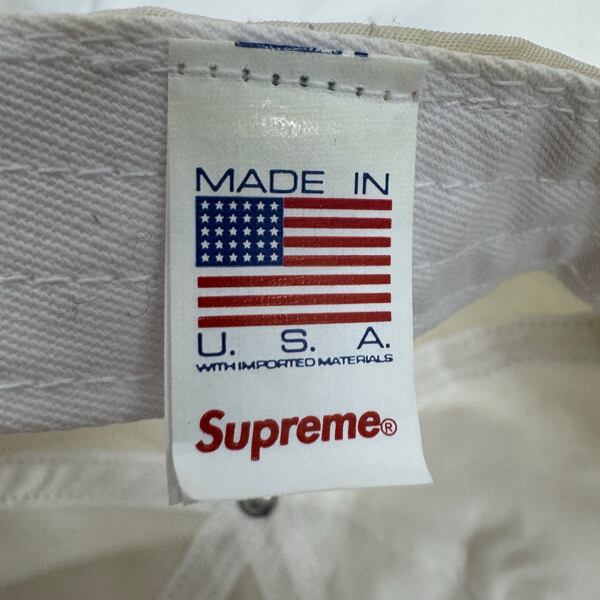 MADE IN
U. S. A.
WITH IMPORTED MATERIALS
Supreme®